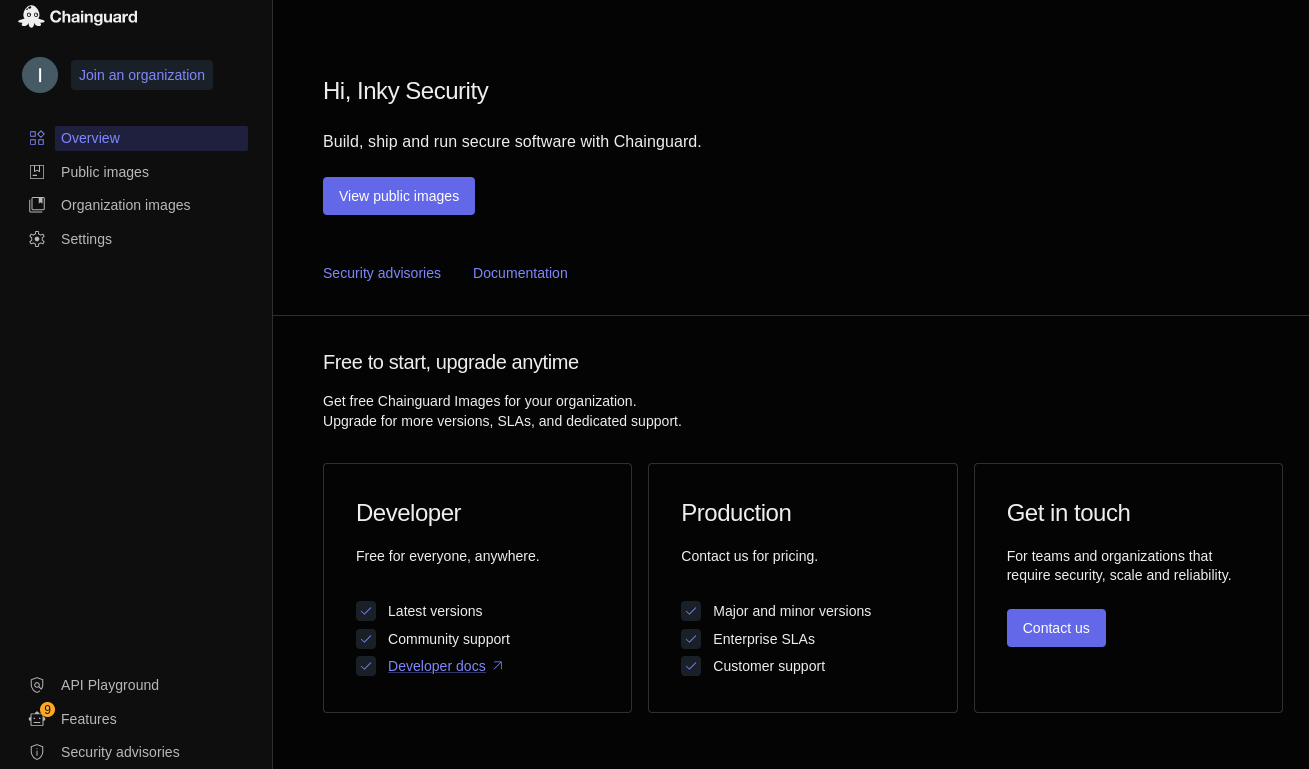 Chainguard
I
Join an organization
Overview
Public images
Organization images
Settings
API Playground
9
Features
Security advisories
Hi, Inky Security
Build, ship and run secure software with Chainguard.
View public images
Security advisories
Documentation
Free to start, upgrade anytime
Get free Chainguard Images for your organization.
Upgrade for more versions, SLAs, and dedicated support.
Developer
Free for everyone, anywhere.
Latest versions
Community support
Developer docs
Production
Contact us for pricing.
Major and minor versions
Enterprise SLAs
Customer support
Get in touch
For teams and organizations that
require security, scale and reliability.
Contact us